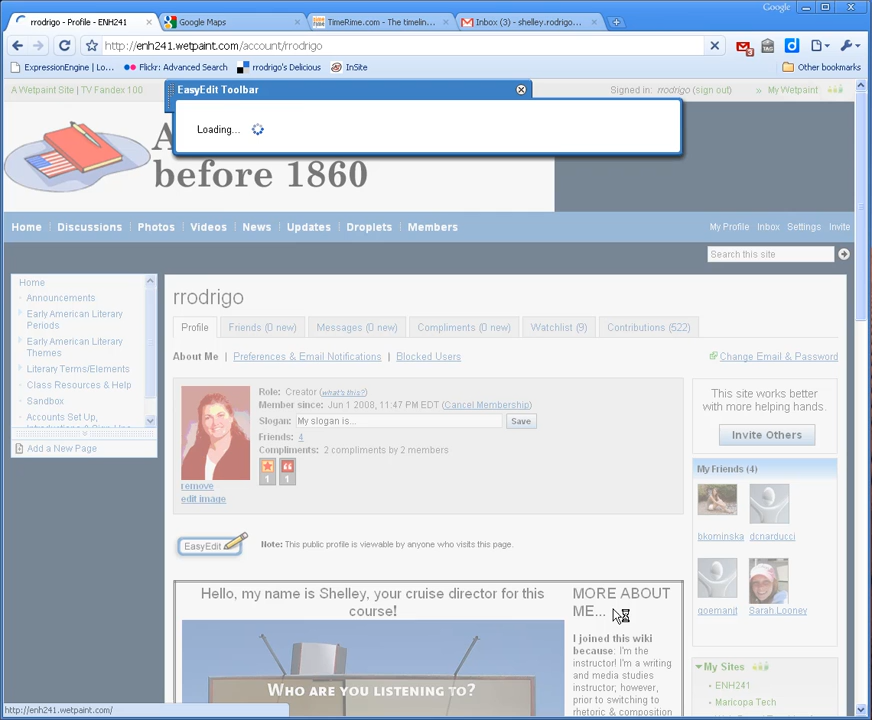 Google
rrodrigo - Profile - ENH241
Google Maps
TimeRime.com - The timelin...
Inbox (3) - shelley.rodrigo...
http://enh241.wetpaint.com/account/rrodrigo
ExpressionEngine | Lo...
Flickr: Advanced Search
rrodrigo's Delicious
InSite
Other bookmarks
A Wetpaint Site | TV Fandex 100
EasyEdit Toolbar
Signed in: rrodrigo (sign out)
» My Wetpaint
Loading...
A
before 1860
Home
Discussions
Photos
Videos
News
Updates
Droplets
Members
My Profile
Inbox
Settings
Invite
Search this site
Home
Announcements
Early American Literary
Periods
Early American Literary
Themes
Literary Terms/Elements
Class Resources & Help
Sandbox
Accounts Set Up,
Add a New Page
rrodrigo
Profile
Friends (0 new)
Messages (0 new)
Compliments (0 new)
Watchlist (9)
Contributions (522)
About Me | Preferences & Email Notifications | Blocked Users
Change Email & Password
Role: Creator (what's this?)
Member since: Jun 1 2008, 11:47 PM EDT (Cancel Membership)
Slogan: My slogan is...
Save
Friends: 4
Compliments: 2 compliments by 2 members
1
1
remove
edit image
This site works better
with more helping hands.
Invite Others
My Friends (4)
bkominska
dcnarducci
goemanit
Sarah Looney
EasyEdit
Note: This public profile is viewable by anyone who visits this page.
Hello, my name is Shelley, your cruise director for this
course!
WHO ARE YOU LISTENING TO?
MORE ABOUT
ME...
I joined this wiki
because: I'm the
instructor! I'm a writing
and media studies
instructor; however,
prior to switching to
rhetoric & composition
My Sites
ENH241
Maricopa Tech
http://enh241.wetpaint.com/